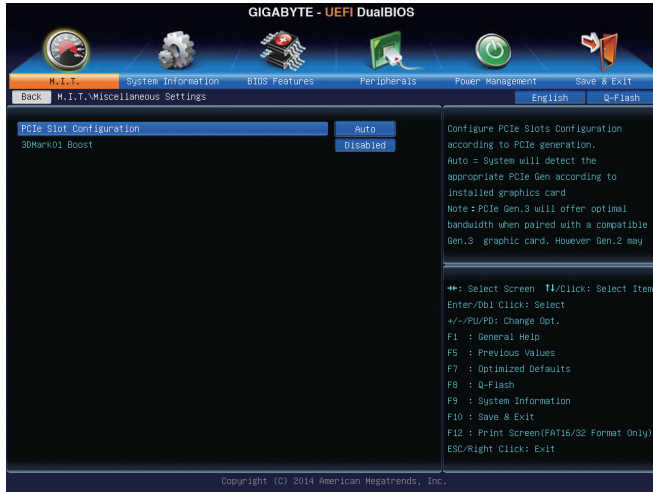 GIGABYTE - UEFI DualBIOS
M.I.T. System Information BIOS Features Peripherals Power Management Save & Exit
Back M.I.T.\Miscellaneous Settings English Q-Flash
PCIe Slot Configuration Auto
3DMark01 Boost Disabled
Configure PCIe Slots Configuration
according to PCIe generation.
Auto = System will detect the
appropriate PCIe Gen according to
installed graphics card
Note:PCIe Gen.3 will offer optimal
bandwidth when paired with a compatible
Gen.3 graphic card. However Gen.2 may
→←: Select Screen ↑↓/Click: Select Item
Enter/Dbl Click: Select
+/-/PU/PD: Change Opt.
F1 : General Help
F5 : Previous Values
F7 : Optimized Defaults
F8 : Q-Flash
F9 : System Information
F10 : Save & Exit
F12 : Print Screen(FAT16/32 Format Only)
ESC/Right Click: Exit
Copyright (C) 2014 American Megatrends, Inc.